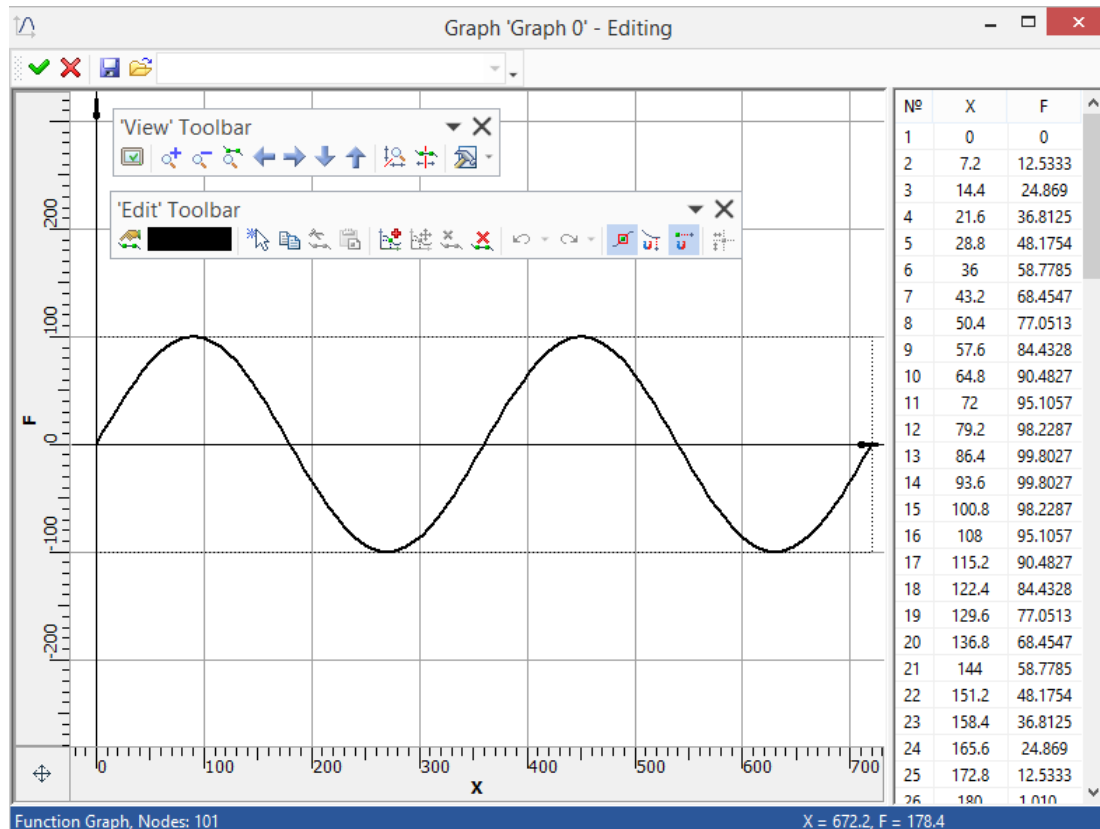 Graph 'Graph 0' - Editing
'View' Toolbar
'Edit' Toolbar
200
100
0
-100
-200
F
0 100 200 300 400 500 600 700
X
Nº X F
1 0 0
2 7.2 12.5333
3 14.4 24.869
4 21.6 36.8125
5 28.8 48.1754
6 36 58.7785
7 43.2 68.4547
8 50.4 77.0513
9 57.6 84.4328
10 64.8 90.4827
11 72 95.1057
12 79.2 98.2287
13 86.4 99.8027
14 93.6 99.8027
15 100.8 98.2287
16 108 95.1057
17 115.2 90.4827
18 122.4 84.4328
19 129.6 77.0513
20 136.8 68.4547
21 144 58.7785
22 151.2 48.1754
23 158.4 36.8125
24 165.6 24.869
25 172.8 12.5333
26 180
Function Graph, Nodes: 101
X = 672.2, F = 178.4